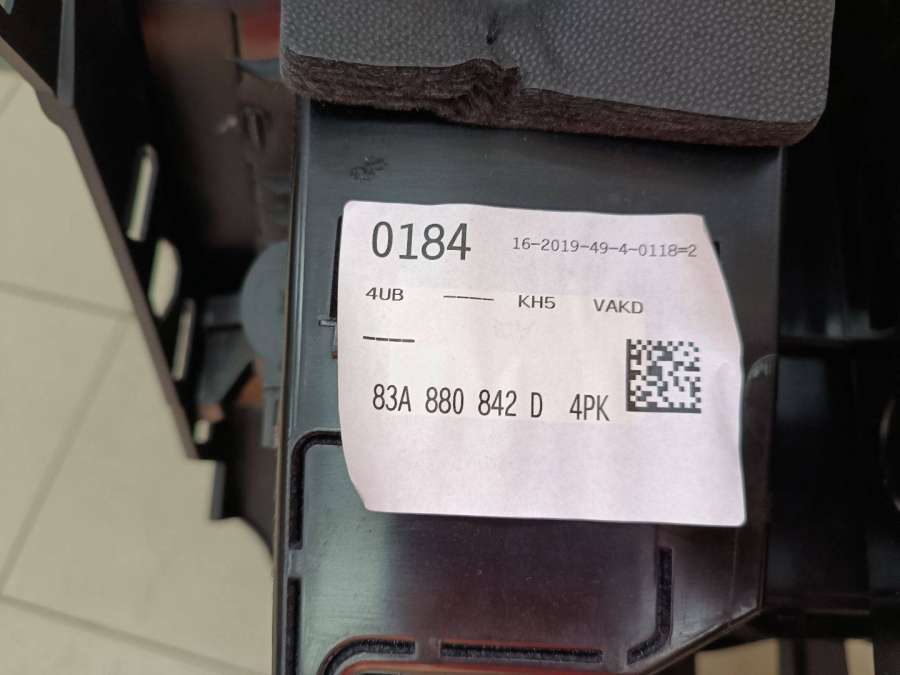 0184 16-2019-49-4-0118=2
4UB ---- KH5 VAKD
----
83A 880 842 D 4PK